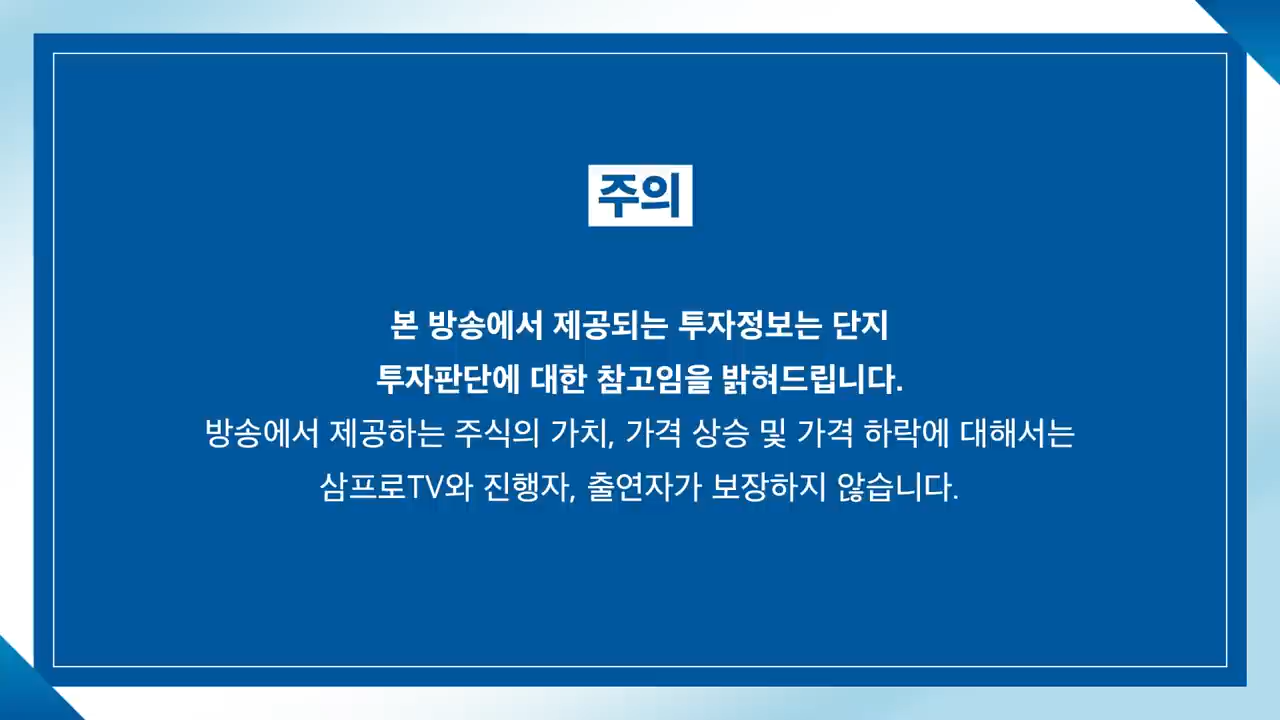 주의
본 방송에서 제공되는 투자정보는 단지
투자판단에 대한 참고임을 밝혀드립니다.
방송에서 제공하는 주식의 가치, 가격 상승 및 가격 하락에 대해서는
삼프로TV와 진행자, 출연자가 보장하지 않습니다.